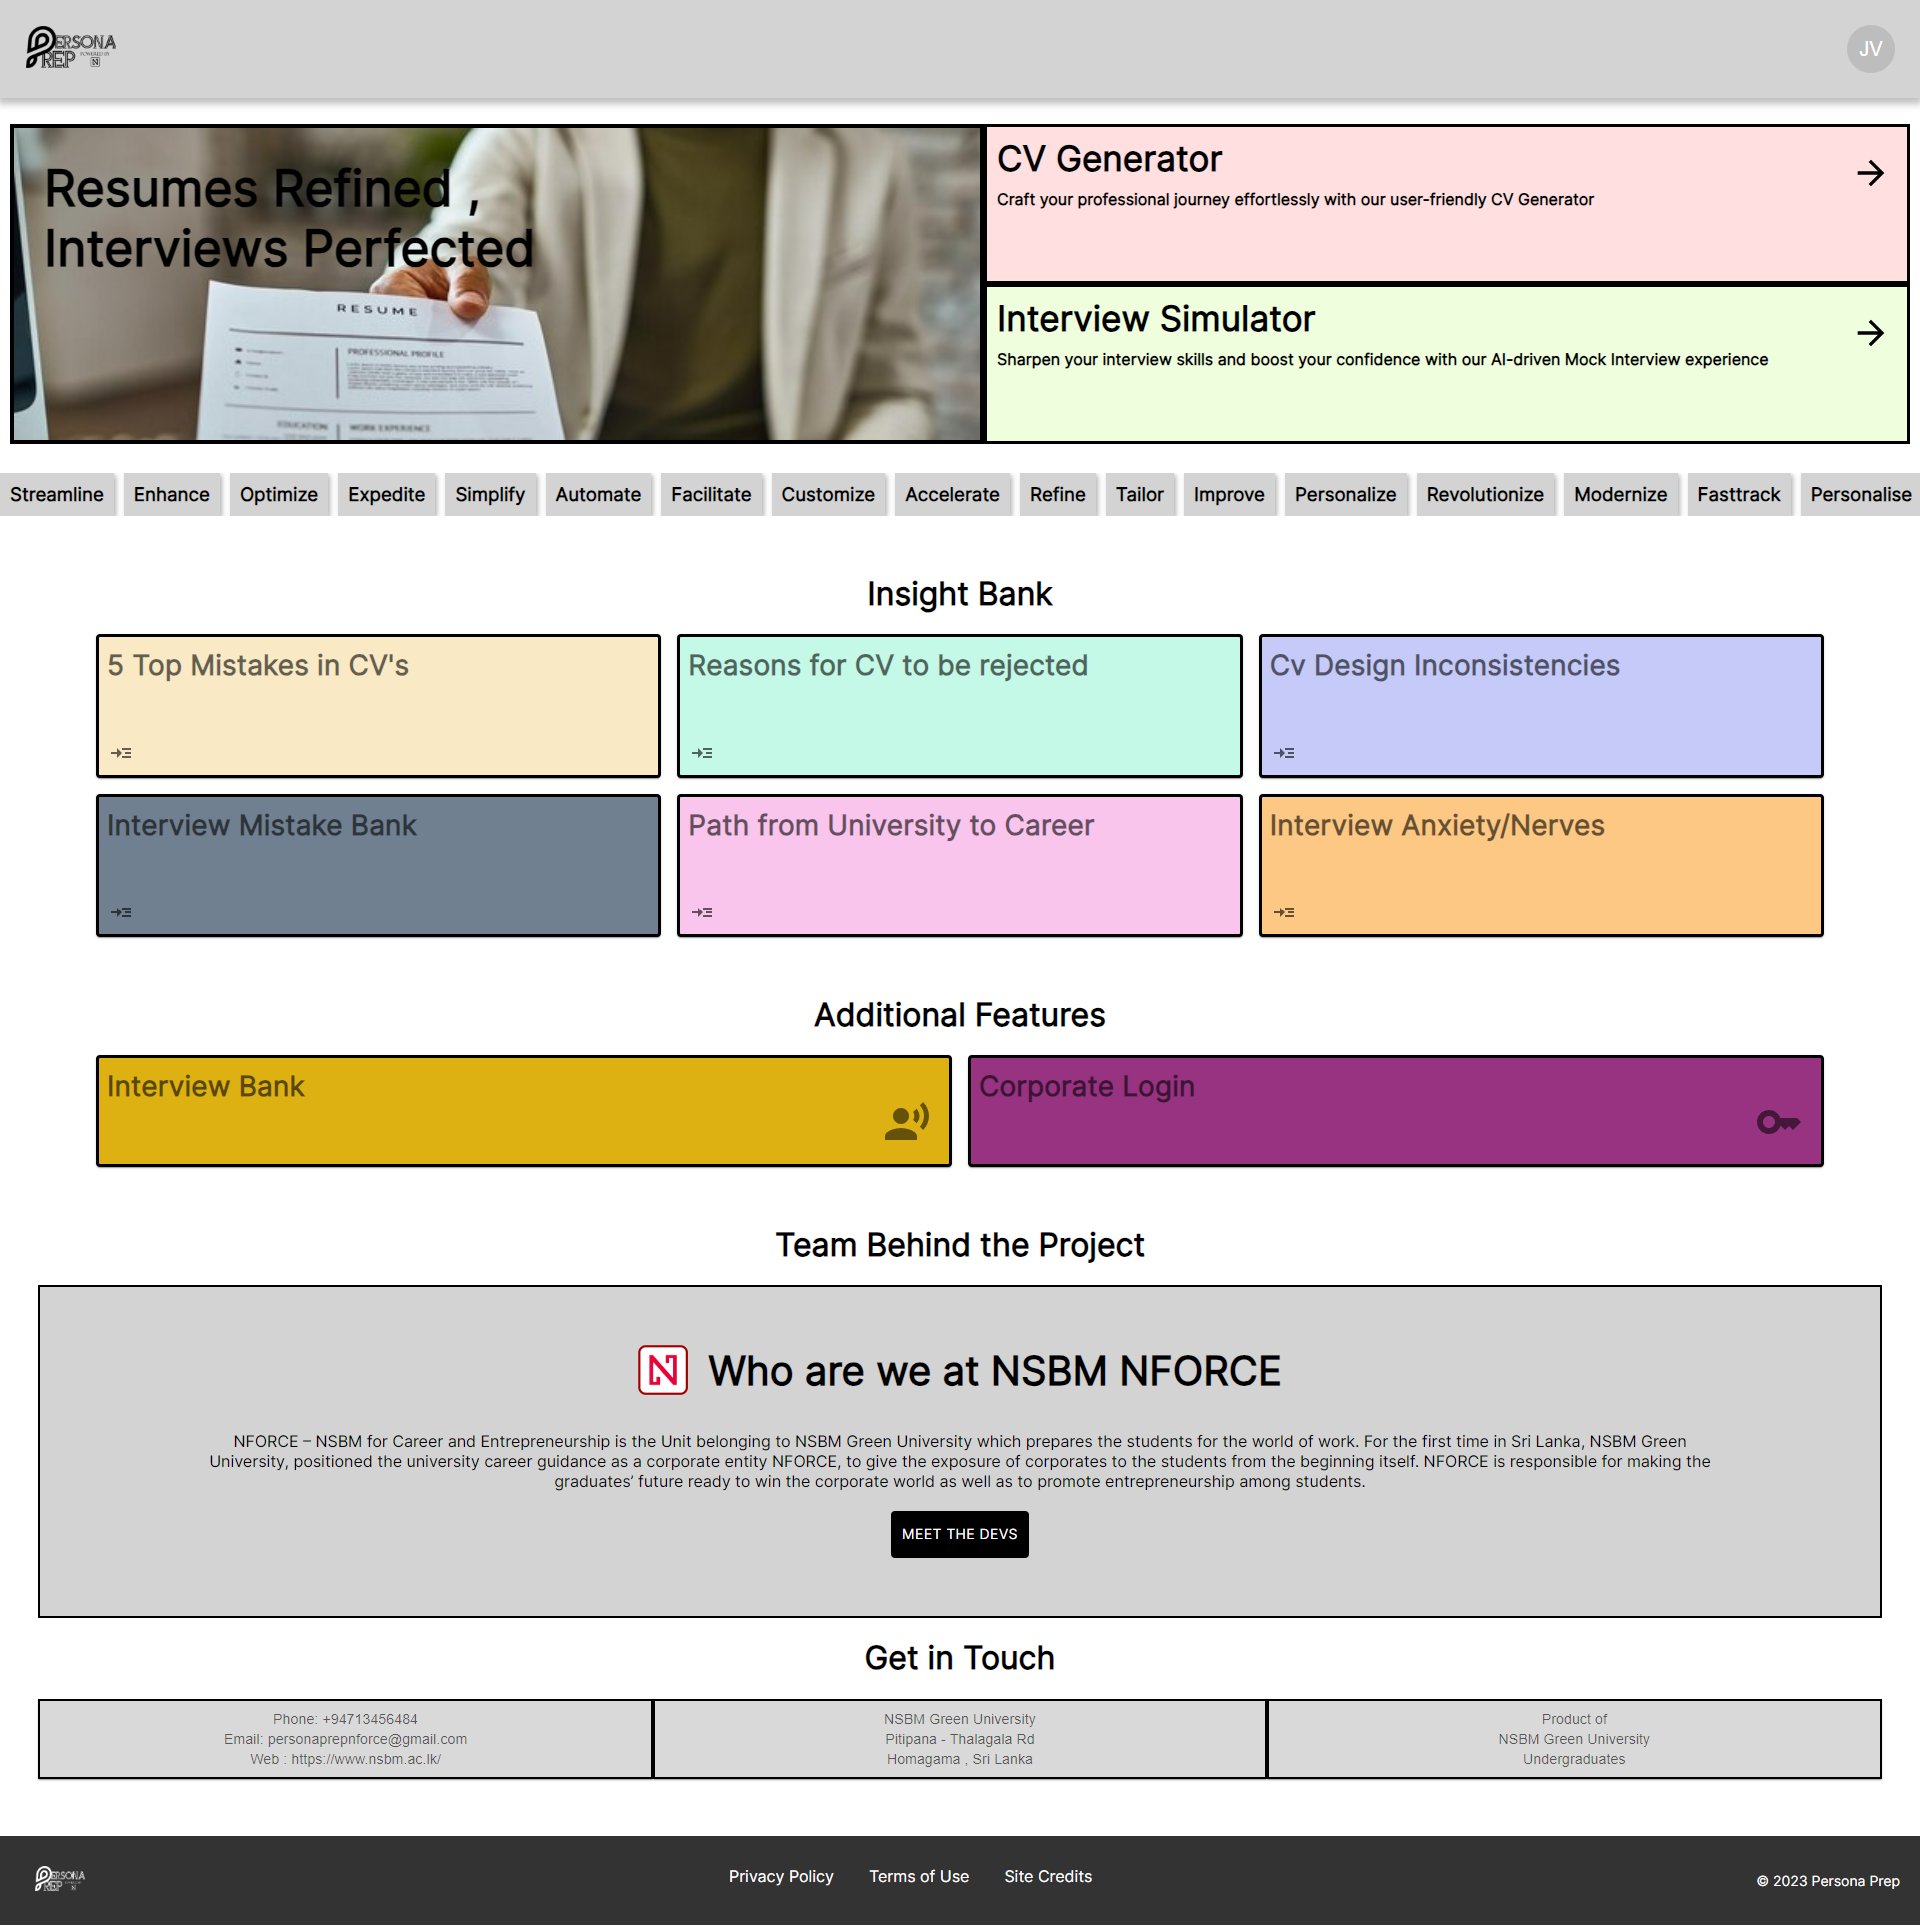 PERSONA
PREP
POWERED BY
N
JV
Resumes Refined ,
Interviews Perfected
RESUME
PROFESSIONAL PROFILE
EDUCATION
WORK EXPERIENCE
CV Generator
Craft your professional journey effortlessly with our user-friendly CV Generator
Interview Simulator
Sharpen your interview skills and boost your confidence with our AI-driven Mock Interview experience
Streamline Enhance Optimize Expedite Simplify Automate Facilitate Customize Accelerate Refine Tailor Improve Personalize Revolutionize Modernize Fasttrack Personalise
Insight Bank
5 Top Mistakes in CV's
Reasons for CV to be rejected
Cv Design Inconsistencies
Interview Mistake Bank
Path from University to Career
Interview Anxiety/Nerves
Additional Features
Interview Bank
Corporate Login
Team Behind the Project
N Who are we at NSBM NFORCE
NFORCE – NSBM for Career and Entrepreneurship is the Unit belonging to NSBM Green University which prepares the students for the world of work. For the first time in Sri Lanka, NSBM Green
University, positioned the university career guidance as a corporate entity NFORCE, to give the exposure of corporates to the students from the beginning itself. NFORCE is responsible for making the
graduates’ future ready to win the corporate world as well as to promote entrepreneurship among students.
MEET THE DEVS
Get in Touch
Phone: +94713456484
Email: personaprepnforce@gmail.com
Web : https://www.nsbm.ac.lk/
NSBM Green University
Pitipana - Thalagala Rd
Homagama , Sri Lanka
Product of
NSBM Green University
Undergraduates
PERSONA
PREP
N
Privacy Policy Terms of Use Site Credits
© 2023 Persona Prep